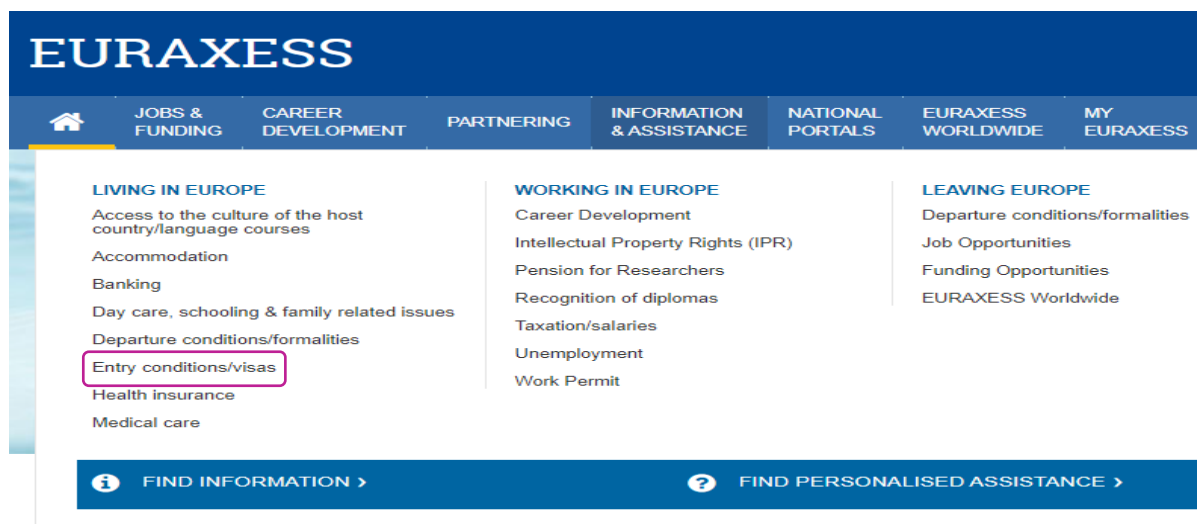 EURAXESS
JOBS &
FUNDING
CAREER
DEVELOPMENT
PARTNERING
INFORMATION
& ASSISTANCE
NATIONAL
PORTALS
EURAXESS
WORLDWIDE
MY
EURAXESS
LIVING IN EUROPE
Access to the culture of the host
country/language courses
Accommodation
Banking
Day care, schooling & family related issues
Departure conditions/formalities
Entry conditions/visas
Health insurance
Medical care
WORKING IN EUROPE
Career Development
Intellectual Property Rights (IPR)
Pension for Researchers
Recognition of diplomas
Taxation/salaries
Unemployment
Work Permit
LEAVING EUROPE
Departure conditions/formalities
Job Opportunities
Funding Opportunities
EURAXESS Worldwide
FIND INFORMATION >
FIND PERSONALISED ASSISTANCE >